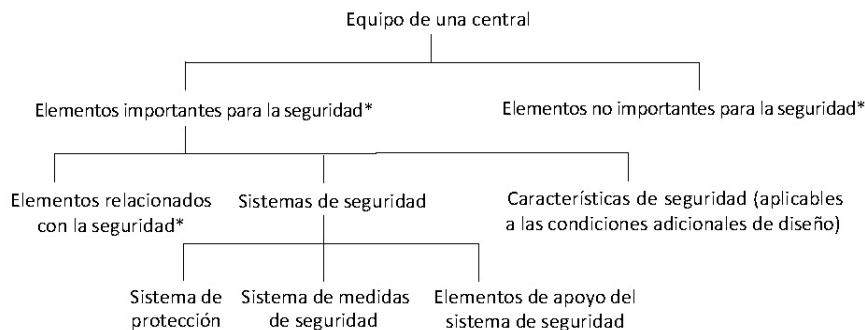 Equipo de una central
Elementos importantes para la seguridad*
Elementos no importantes para la seguridad*
Elementos relacionados
con la seguridad*
Sistemas de seguridad
Características de seguridad (aplicables
a las condiciones adicionales de diseño)
Sistema de
protección
Sistema de medidas
de seguridad
Elementos de apoyo del
sistema de seguridad